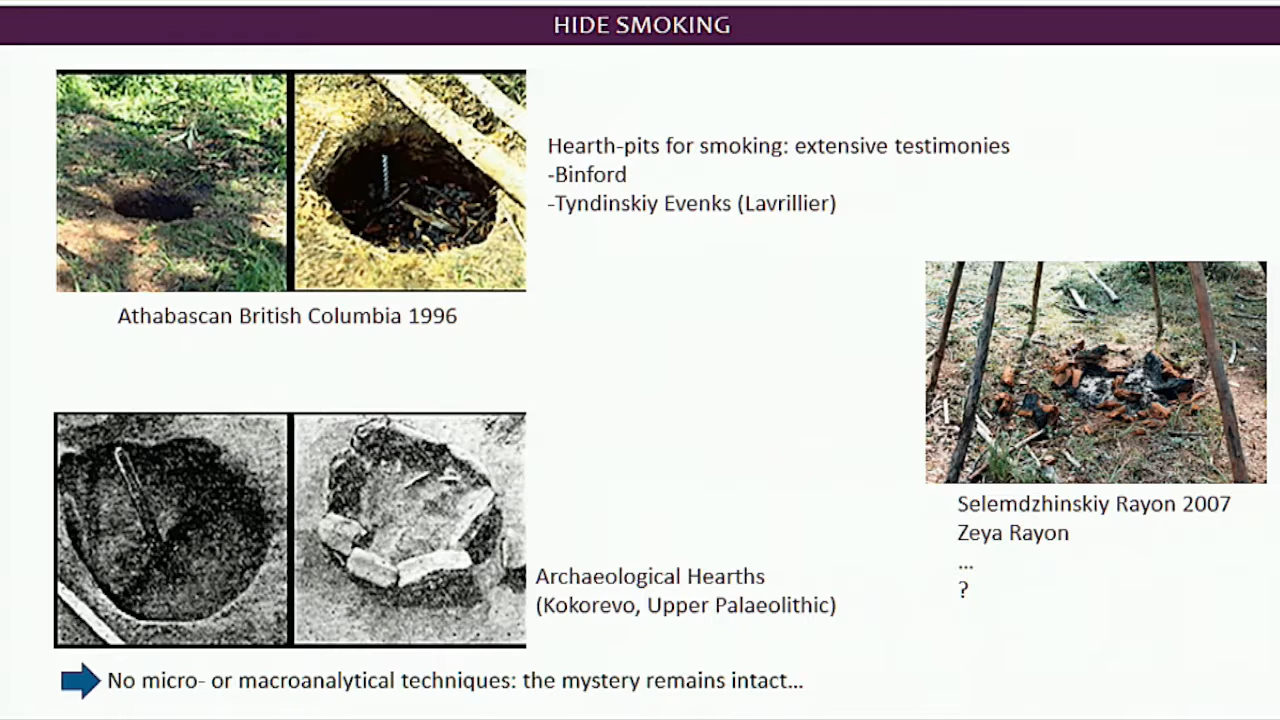 HIDE SMOKING
Hearth-pits for smoking: extensive testimonies
-Binford
-Tyndinskiy Evenks (Lavrillier)
Athabascan British Columbia 1996
Selemdzhinskiy Rayon 2007
Zeya Rayon
...
?
Archaeological Hearths
(Kokorevo, Upper Palaeolithic)
No micro- or macroanalytical techniques: the mystery remains intact...